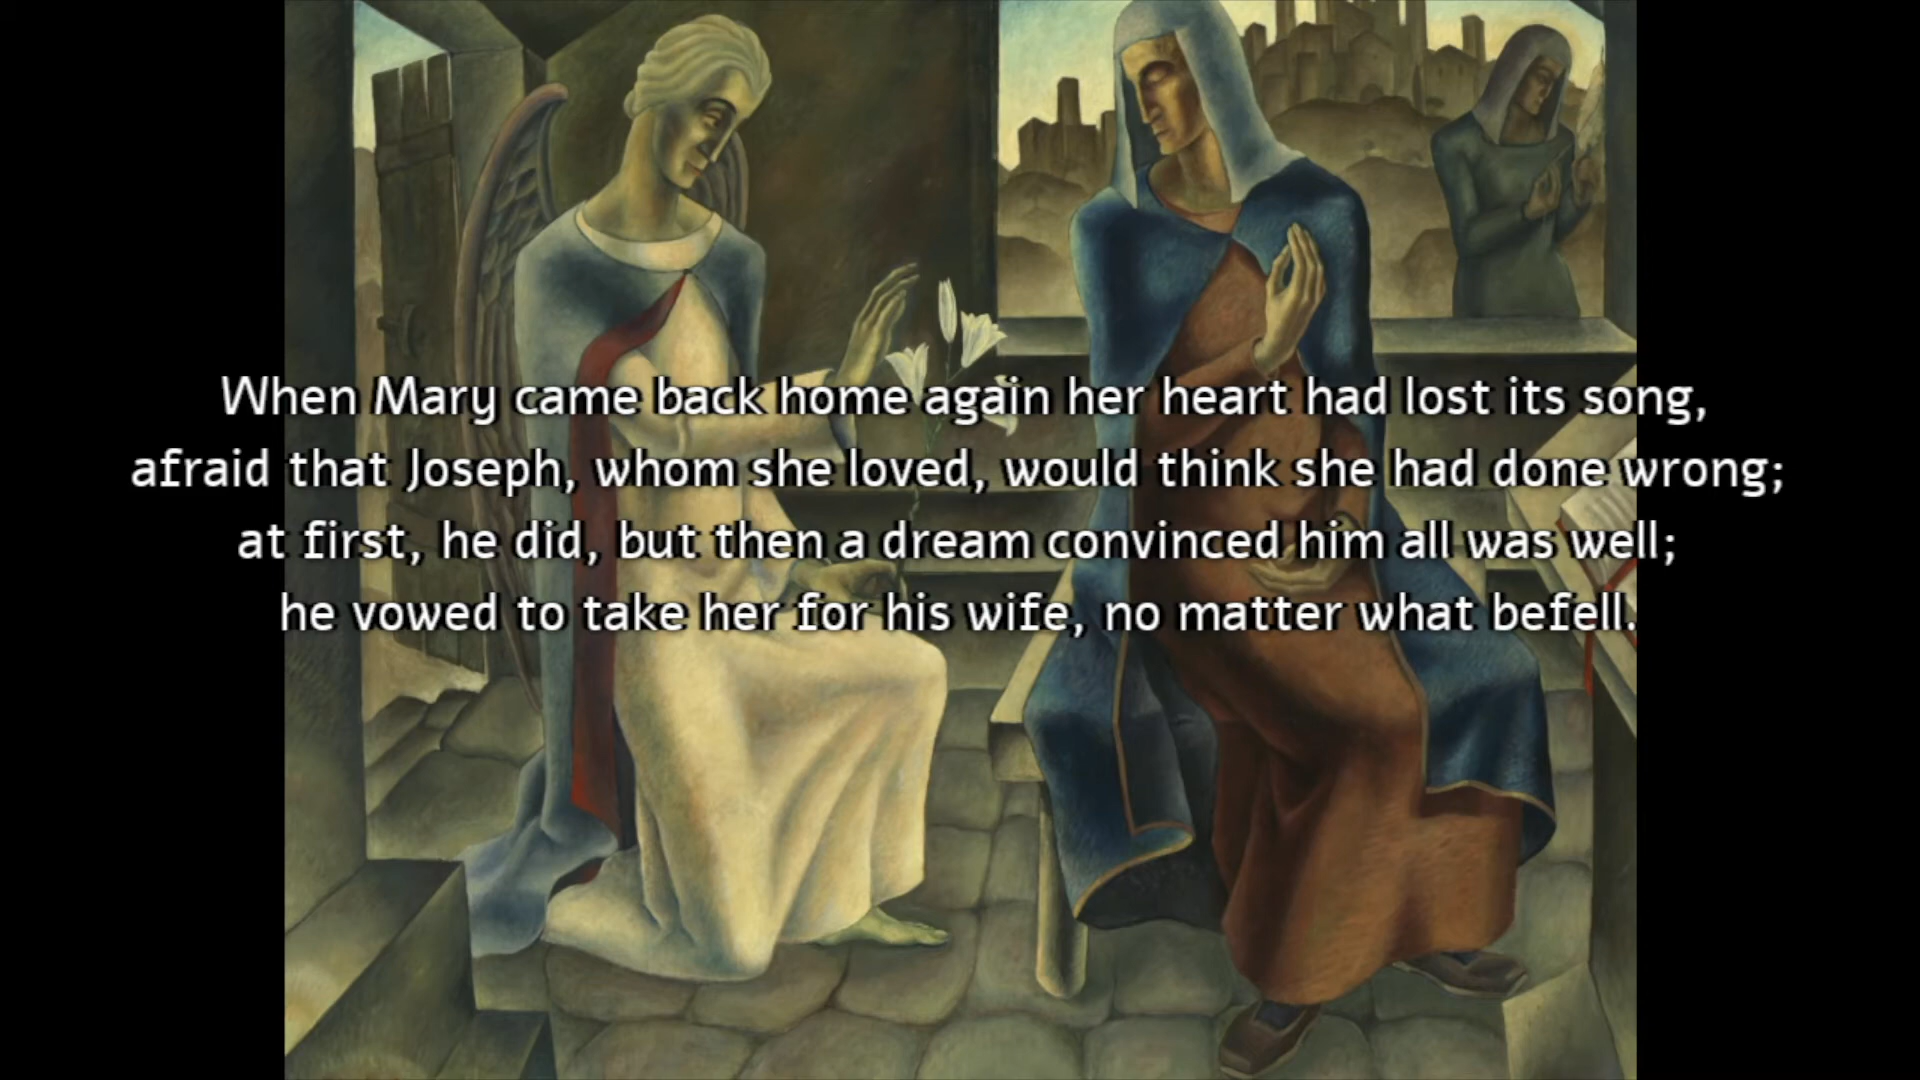 When Mary came back home again her heart had lost its song,
afraid that Joseph, whom she loved, would think she had done wrong;
at first, he did, but then a dream convinced him all was well;
he vowed to take her for his wife, no matter what befell.